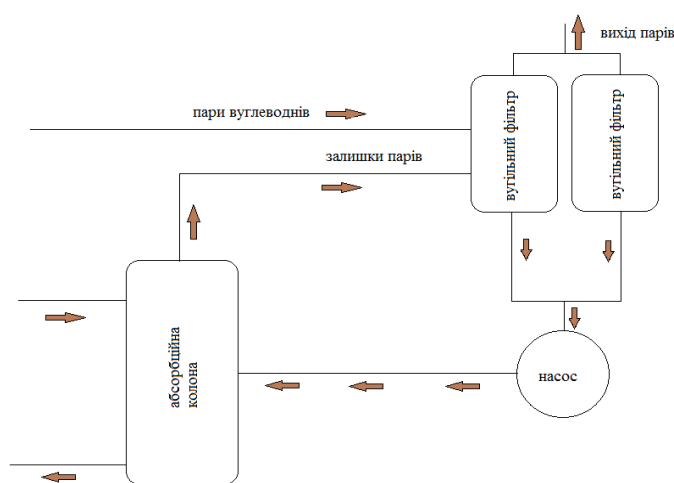 вихід парів
пари вуглеводнів
вугільний фільтр
вугільний фільтр
залишки парів
абсорбційна
колона
насос